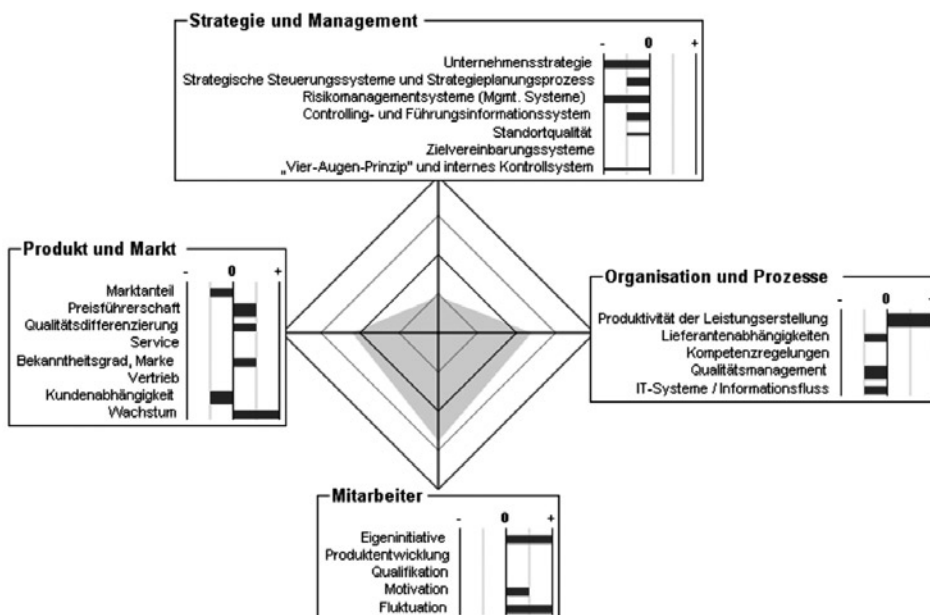 Strategie und Management
- 0 +
Unternehmensstrategie
Strategische Steuerungssysteme und Strategieplanungsprozess
Risikomanagementsysteme (Mgmt. Systeme)
Controlling- und Führungsinformationssystem
Standortqualität
Zielvereinbarungssysteme
„Vier-Augen-Prinzip" und internes Kontrollsystem
Produkt und Markt
- 0 +
Marktanteil
Preisführerschaft
Qualitätsdifferenzierung
Service
Bekanntheitsgrad, Marke
Vertrieb
Kundenabhängigkeit
Wachstum
Organisation und Prozesse
- 0 +
Produktivität der Leistungserstellung
Lieferantenabhängigkeiten
Kompetenzregelungen
Qualitätsmanagement
IT-Systeme / Informationsfluss
Mitarbeiter
- 0 +
Eigeninitiative
Produktentwicklung
Qualifikation
Motivation
Fluktuation